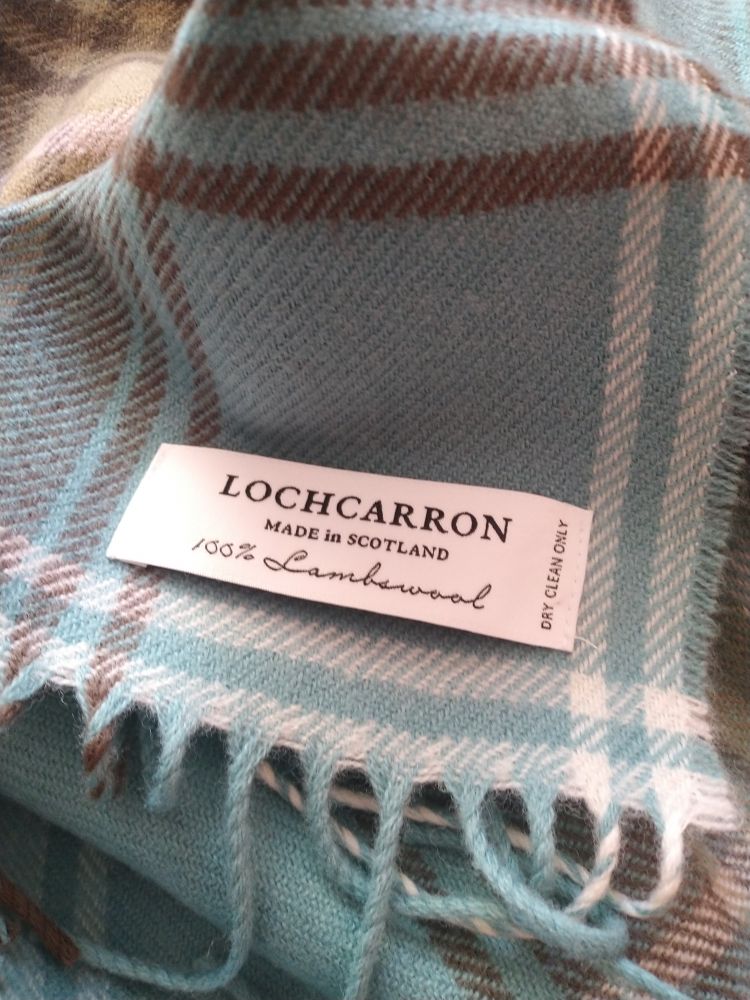 LOCHCARRON
MADE in SCOTLAND
100% Lambswool
DRY CLEAN ONLY